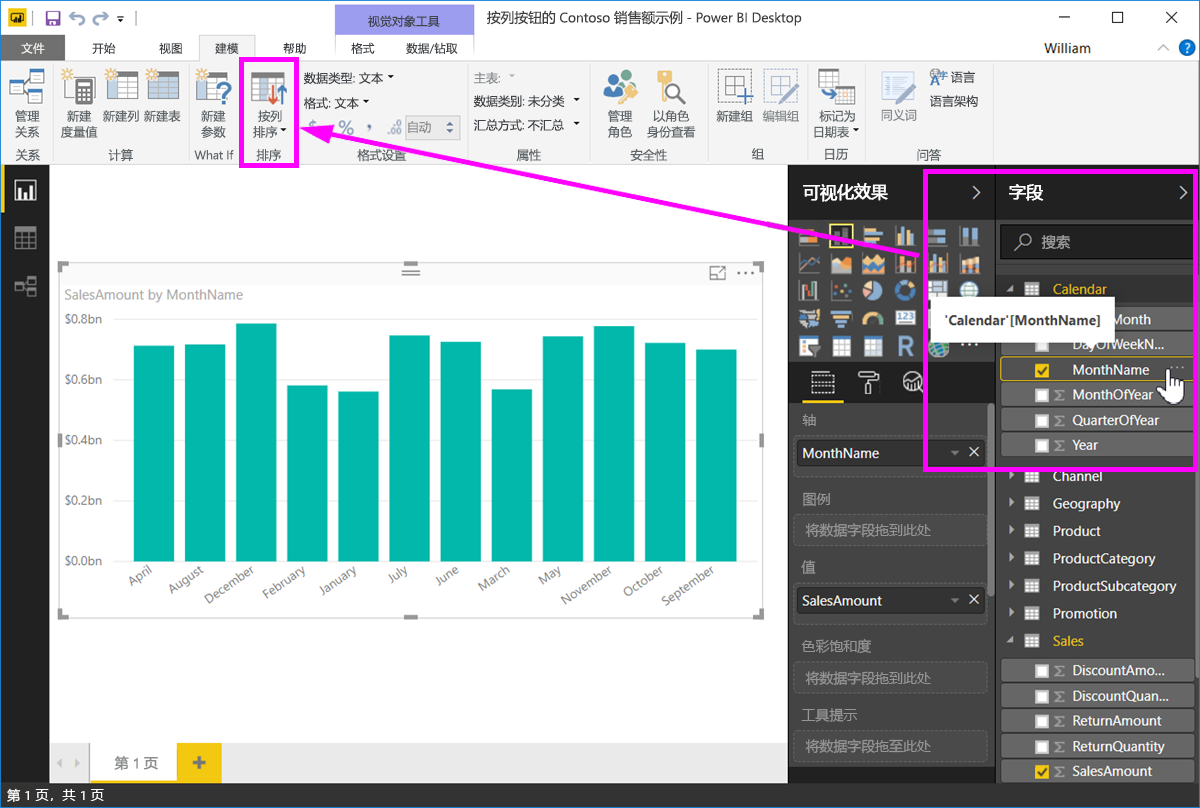 视觉对象工具
按列按钮的 Contoso 销售额示例 - Power BI Desktop
文件 开始 视图 建模 帮助 格式 数据/钻取 William
管理
关系
关系
新建
度量值
新建列
新建表
计算
新建
参数
What If
按列
排序
排序
数据类型: 文本
格式: 文本
$ % , .00 自动
格式设置
主表:
数据类别: 未分类
汇总方式: 不汇总
属性
管理
角色
以角色
身份查看
安全性
新建组
编辑组
组
标记为
日期表
日历
同义词
语言
语言架构
问答
可视化效果
字段
搜索
Calendar
'Calendar'[MonthName]
Month
DayOfWeekN...
MonthName
MonthOfYear
QuarterOfYear
Year
Channel
Geography
Product
ProductCategory
ProductSubcategory
Promotion
Sales
DiscountAmo...
DiscountQuan...
ReturnAmount
ReturnQuantity
SalesAmount
123
R
轴
MonthName
图例
将数据字段拖到此处
值
SalesAmount
色彩饱和度
将数据字段拖到此处
工具提示
将数据字段拖至此处
SalesAmount by MonthName
$0.8bn
$0.6bn
$0.4bn
$0.2bn
$0.0bn
April August December February January July June March May November October September
第 1 页
+
第 1 页，共 1 页